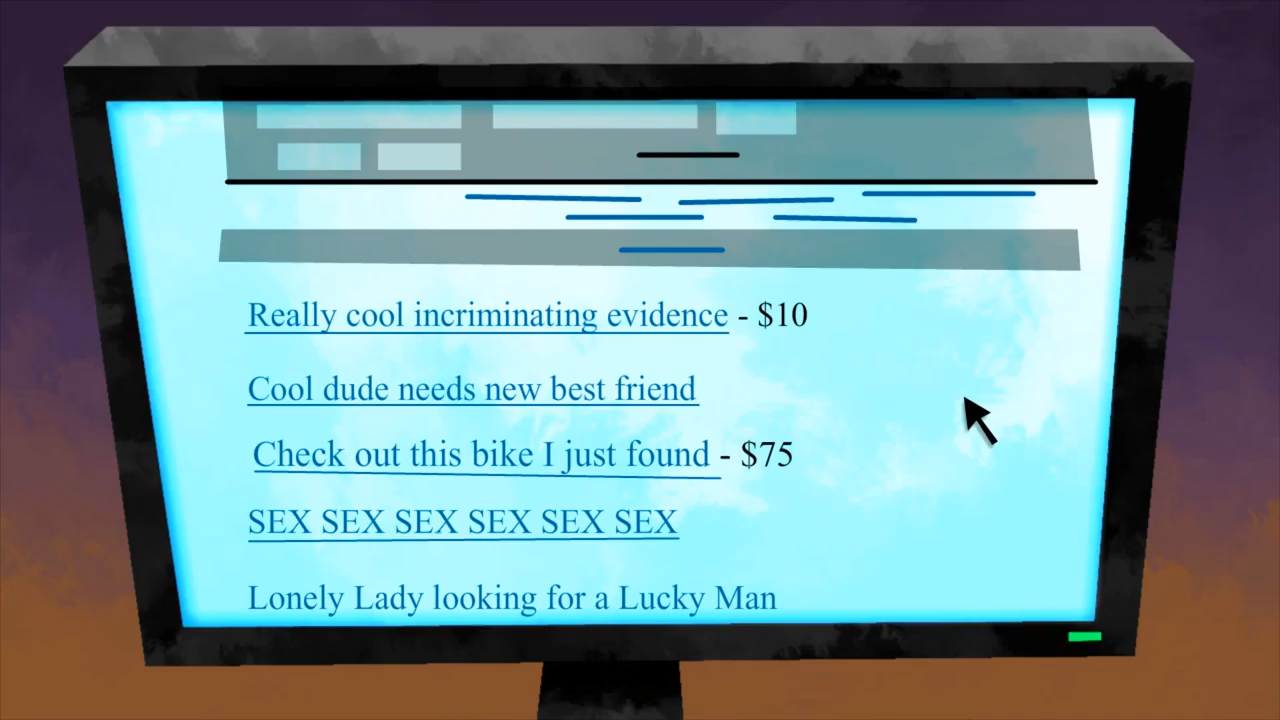 Really cool incriminating evidence - $10
Cool dude needs new best friend
Check out this bike I just found - $75
SEX SEX SEX SEX SEX SEX
Lonely Lady looking for a Lucky Man